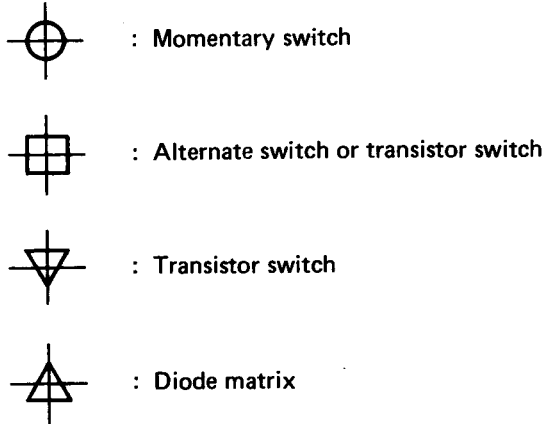 : Momentary switch
: Alternate switch or transistor switch
: Transistor switch
: Diode matrix